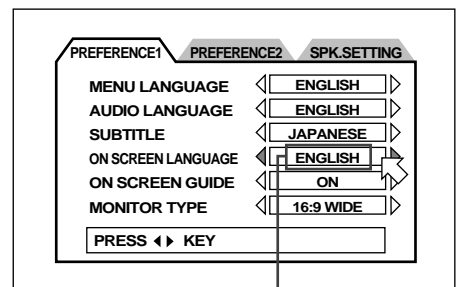 PREFERENCE1 PREFERENCE2 SPK.SETTING
MENU LANGUAGE ENGLISH
AUDIO LANGUAGE ENGLISH
SUBTITLE JAPANESE
ON SCREEN LANGUAGE ENGLISH
ON SCREEN GUIDE ON
MONITOR TYPE 16:9 WIDE
PRESS KEY